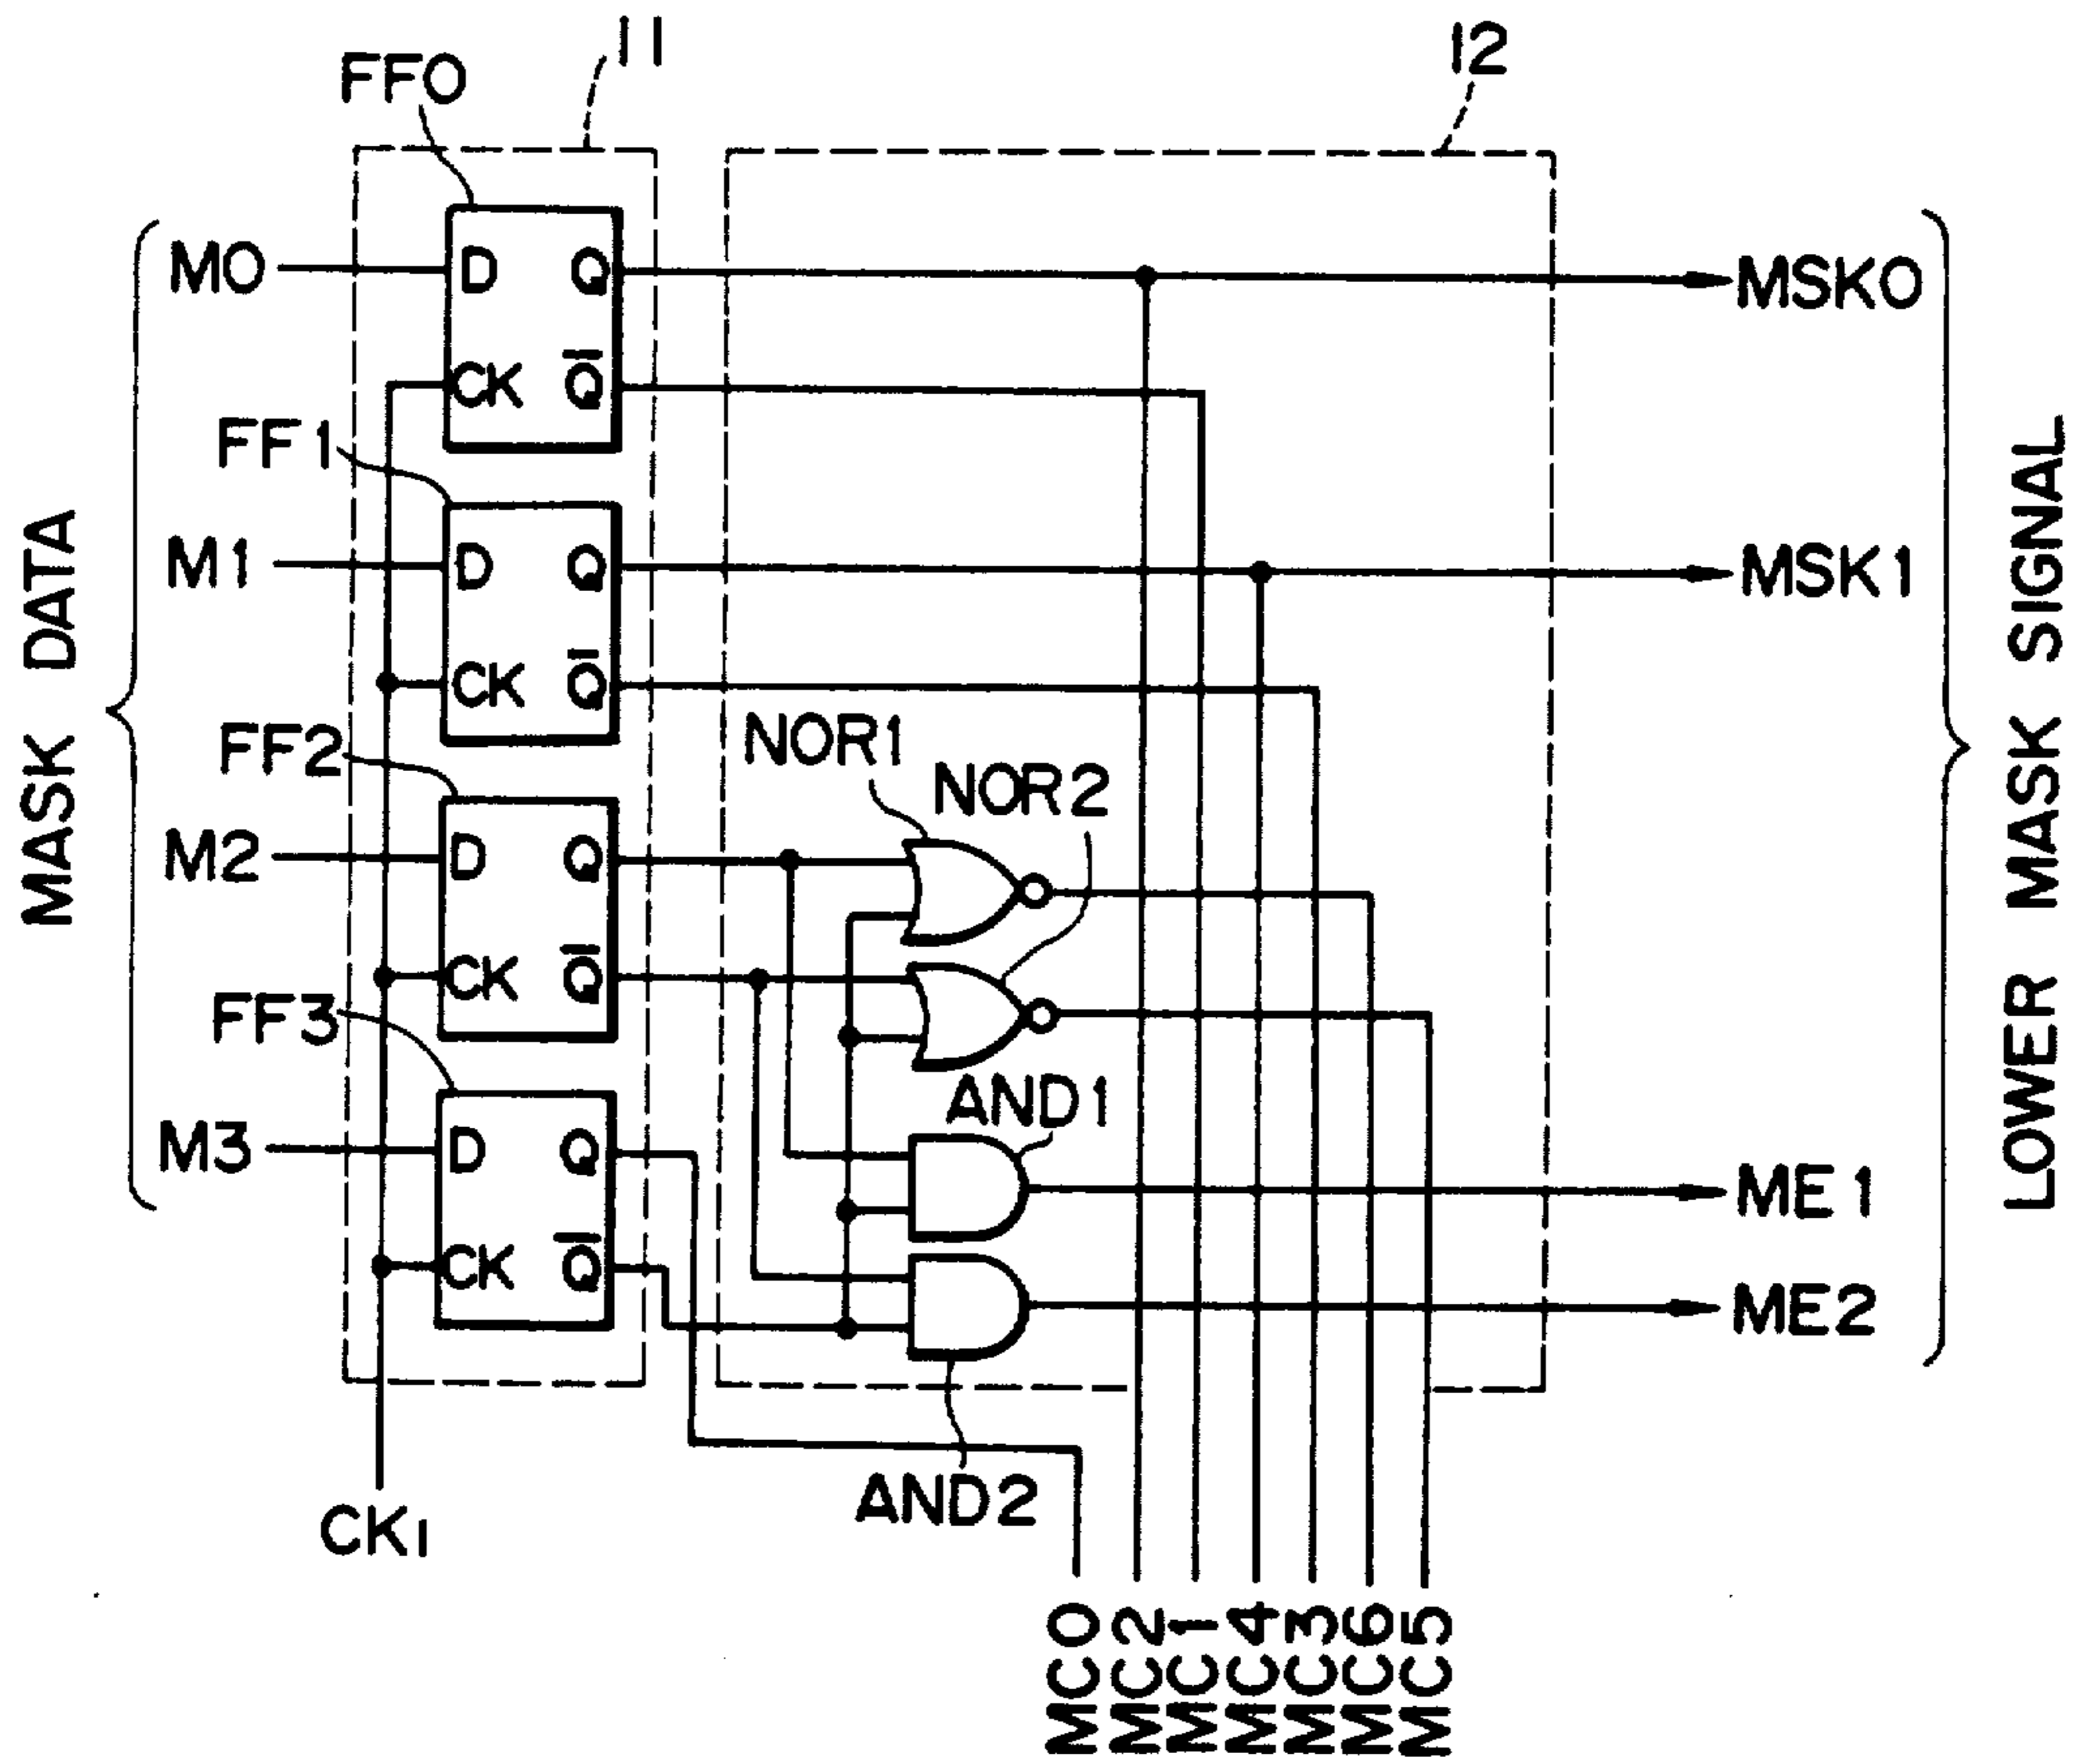 11
12
FF0
M0
D
Q
CK
Q̅
MSK0
FF1
M1
D
Q
CK
Q̅
MSK1
MASK DATA
LOWER MASK SIGNAL
FF2
NOR1
NOR2
M2
D
Q
CK
Q̅
FF3
AND1
M3
D
Q
CK
Q̅
ME1
ME2
AND2
CK1
MC0
MC2
MC1
MC4
MC3
MC6
MC5